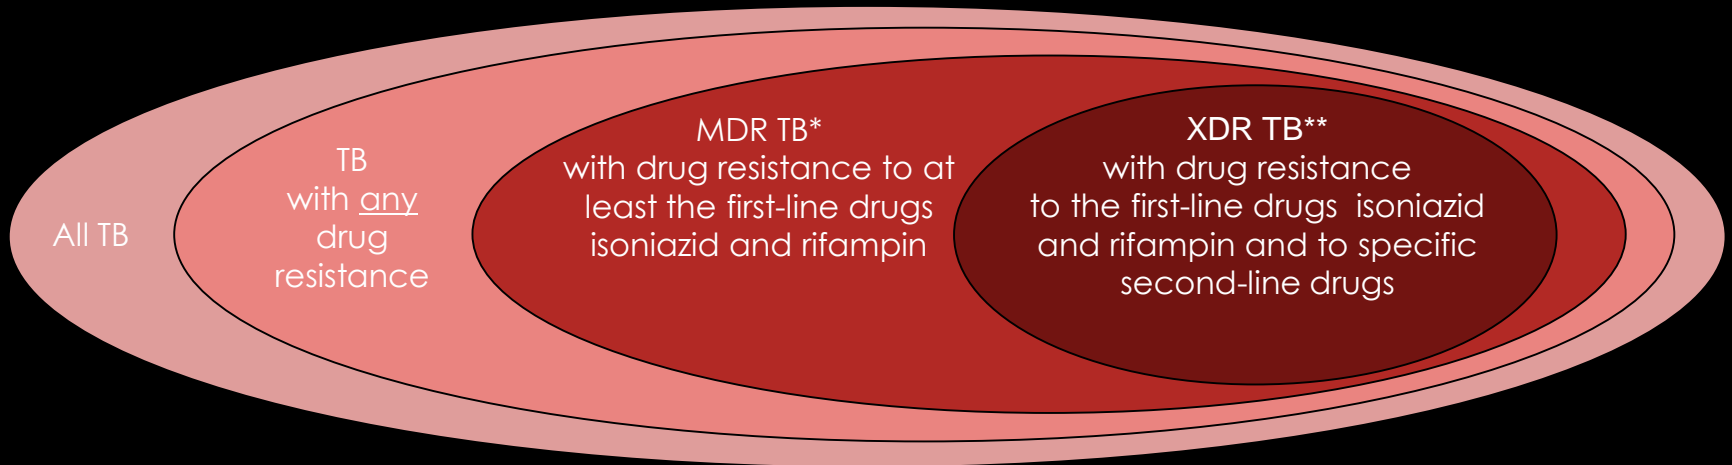 All TB
TB
with any
drug
resistance
MDR TB*
with drug resistance to at
least the first-line drugs
isoniazid and rifampin
XDR TB**
with drug resistance
to the first-line drugs isoniazid
and rifampin and to specific
second-line drugs